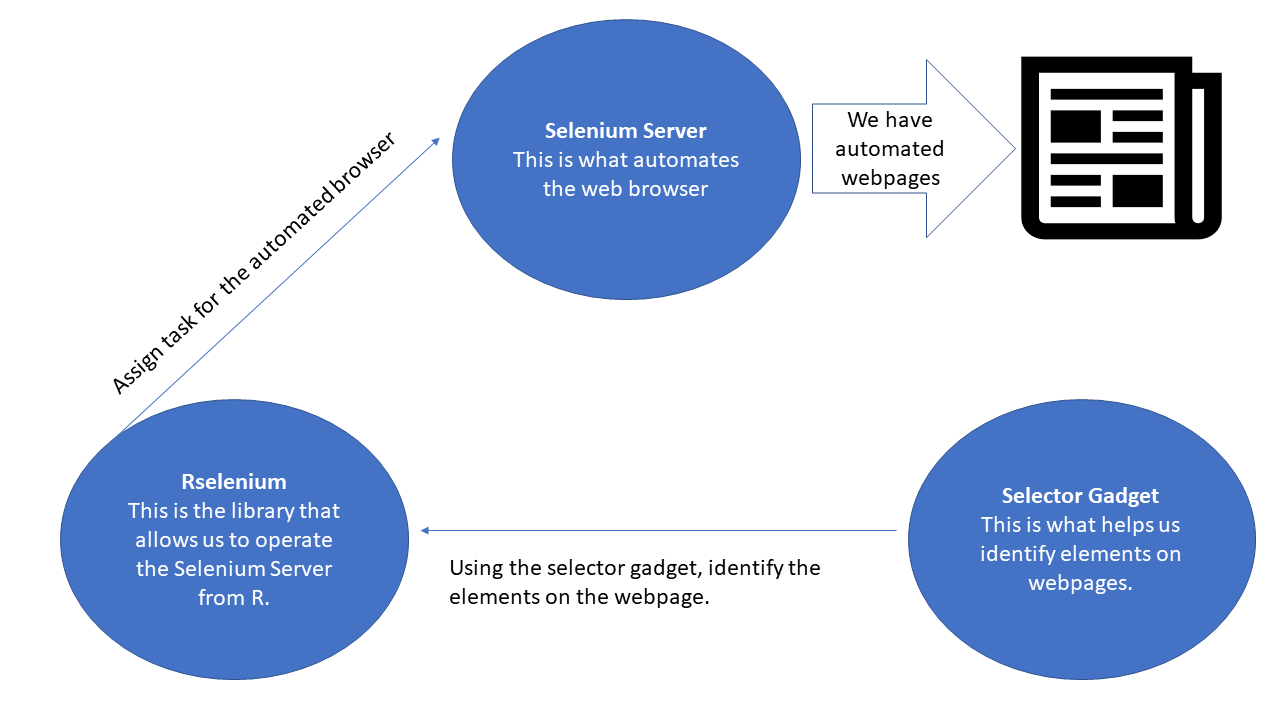 Selenium Server
This is what automates
the web browser
We have
automated
webpages
Assign task for the automated browser
Rselenium
This is the library that
allows us to operate
the Selenium Server
from R.
Using the selector gadget, identify the
elements on the webpage.
Selector Gadget
This is what helps us
identify elements on
webpages.